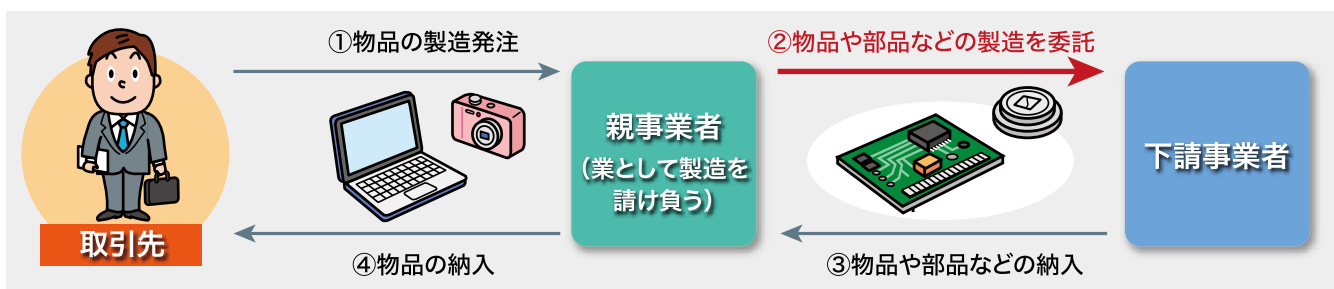 ①物品の製造発注
②物品や部品などの製造を委託
親事業者
（業として製造を
請け負う）
下請事業者
取引先
④物品の納入
③物品や部品などの納入